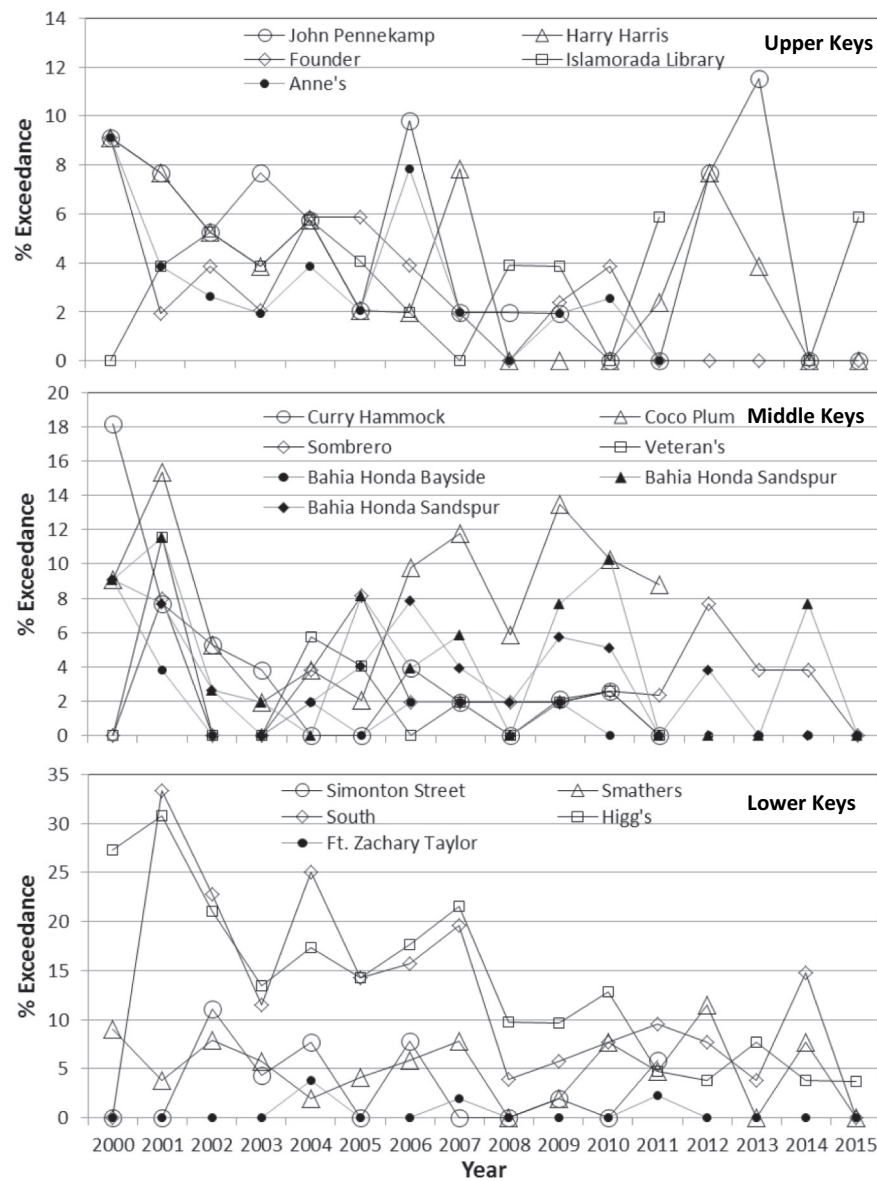 14
12
10
8
6
4
2
0
% Exceedance
John Pennekamp
Harry Harris
Founder
Islamorada Library
Anne's
Upper Keys
20
18
16
14
12
10
8
6
4
2
0
% Exceedance
Curry Hammock
Coco Plum
Sombrero
Veteran's
Bahia Honda Bayside
Bahia Honda Sandspur
Bahia Honda Sandspur
Middle Keys
35
30
25
20
15
10
5
0
% Exceedance
Simonton Street
Smathers
South
Higg's
Ft. Zachary Taylor
Lower Keys
2000 2001 2002 2003 2004 2005 2006 2007 2008 2009 2010 2011 2012 2013 2014 2015
Year